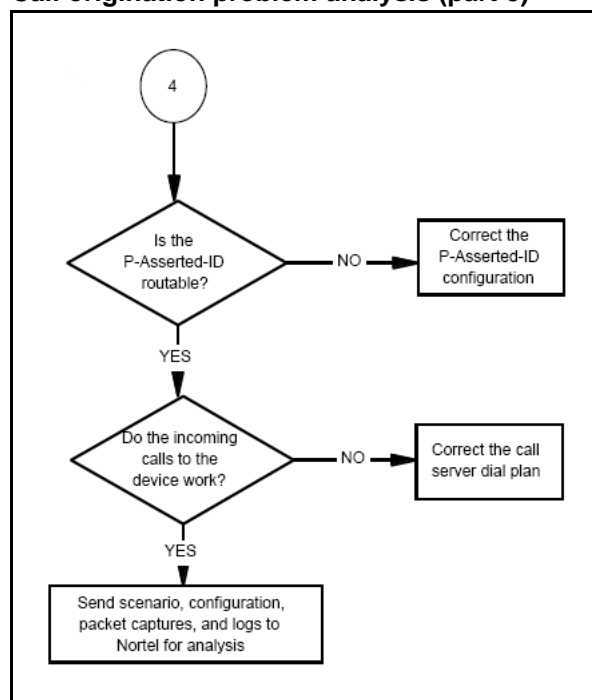 Call origination problem analysis (part 5)
4
Is the
P-Asserted-ID
routable?
NO
Correct the
P-Asserted-ID
configuration
YES
Do the incoming
calls to the
device work?
NO
Correct the call
server dial plan
YES
Send scenario, configuration,
packet captures, and logs to
Nortel for analysis